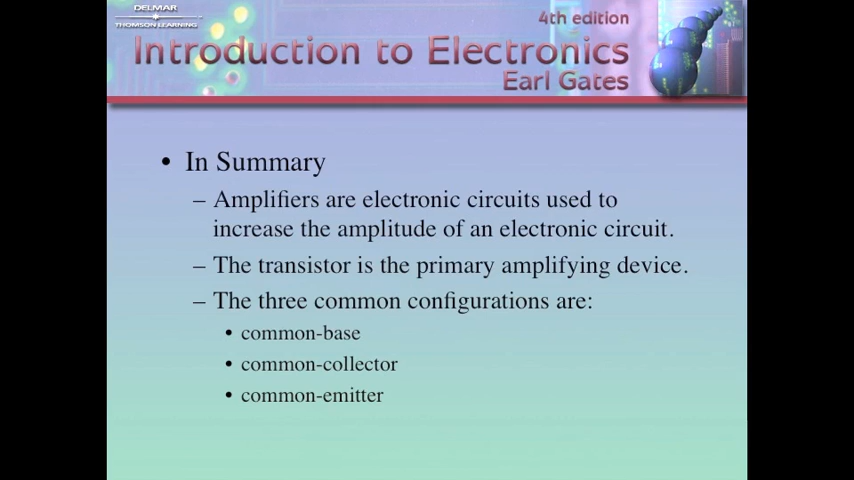 DELMAR
THOMSON LEARNING
4th edition
Introduction to Electronics
Earl Gates
• In Summary
– Amplifiers are electronic circuits used to
increase the amplitude of an electronic circuit.
– The transistor is the primary amplifying device.
– The three common configurations are:
• common-base
• common-collector
• common-emitter